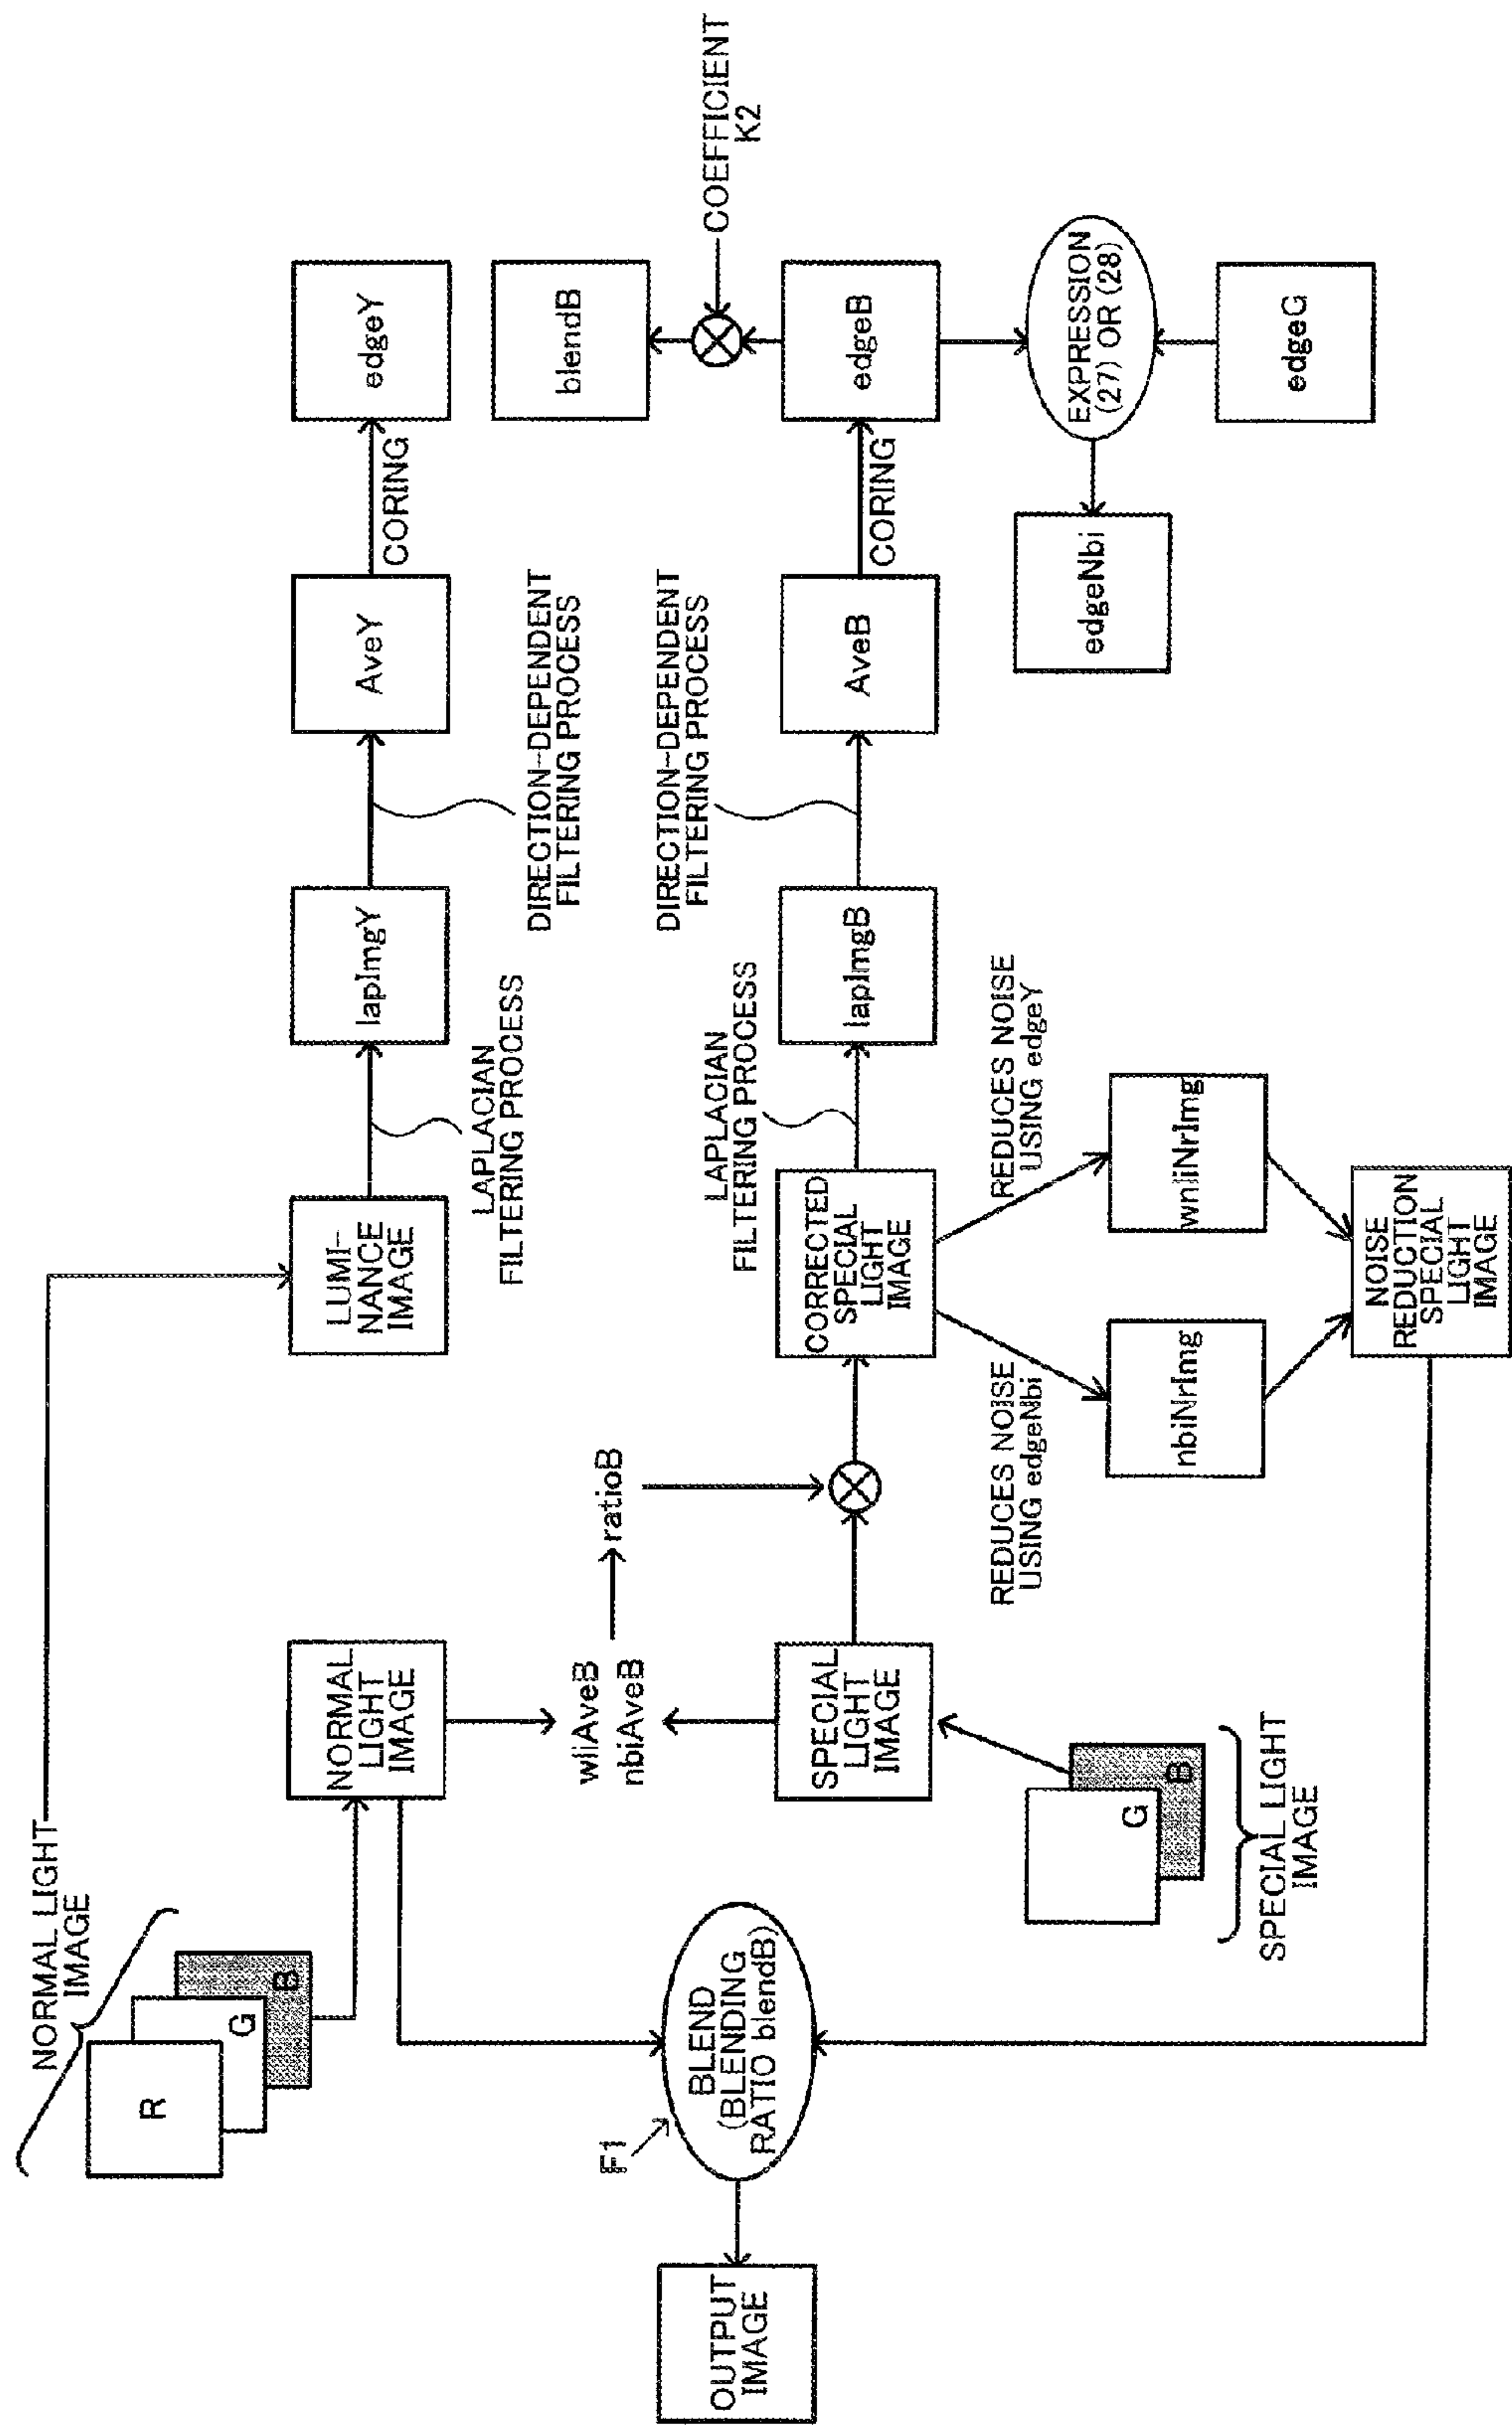 NORMAL LIGHT
IMAGE
R
G
B
NORMAL
LIGHT
IMAGE
LUMI-
NANCE
IMAGE
LAPLACIAN
FILTERING PROCESS
lapImgY
DIRECTION-DEPENDENT
FILTERING PROCESS
AveY
CORING
edgeY
F1
BLEND
(BLENDING
RATIO blendB)
OUTPUT
IMAGE
wliAveB
nbiAveB
ratioB
SPECIAL
LIGHT
IMAGE
G
B
SPECIAL LIGHT
IMAGE
CORRECTED
SPECIAL
LIGHT
IMAGE
LAPLACIAN
FILTERING PROCESS
lapImgB
DIRECTION-DEPENDENT
FILTERING PROCESS
AveB
CORING
edgeB
blendB
COEFFICIENT
K2
EXPRESSION
(27) OR (28)
edgeG
edgeNbi
REDUCES NOISE
USING edgeNbi
REDUCES NOISE
USING edgeY
nbiNrImg
wnliNrImg
NOISE
REDUCTION
SPECIAL
LIGHT
IMAGE